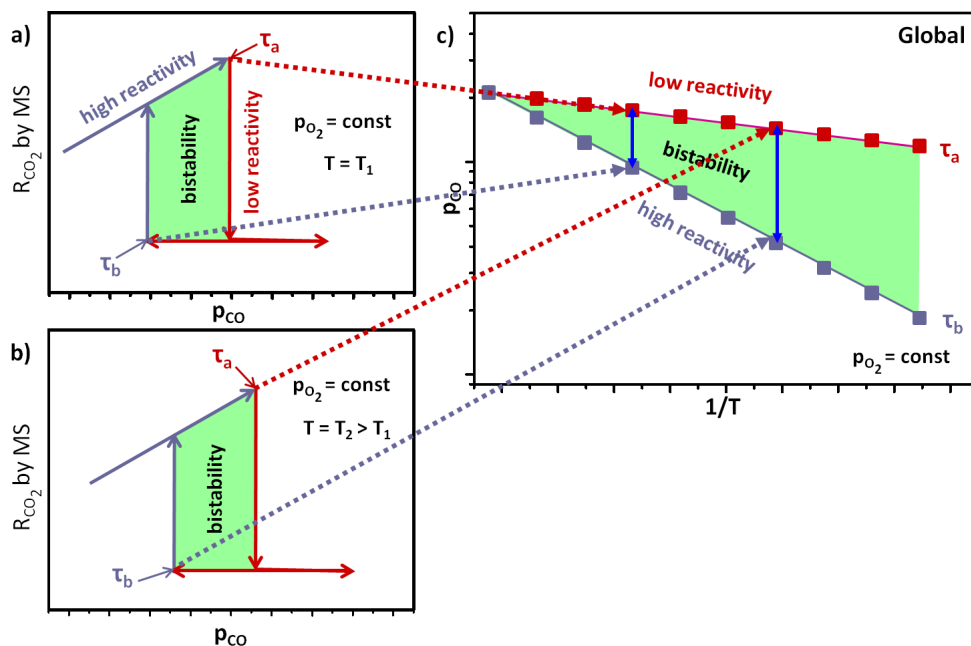 a)
τa
high reactivity
bistability
low reactivity
pO2 = const
T = T1
τb
RCO2 by MS
pCO
b)
τa
pO2 = const
T = T2 > T1
bistability
τb
RCO2 by MS
pCO
c)
Global
low reactivity
τa
bistability
high reactivity
τb
pCO
pO2 = const
1/T